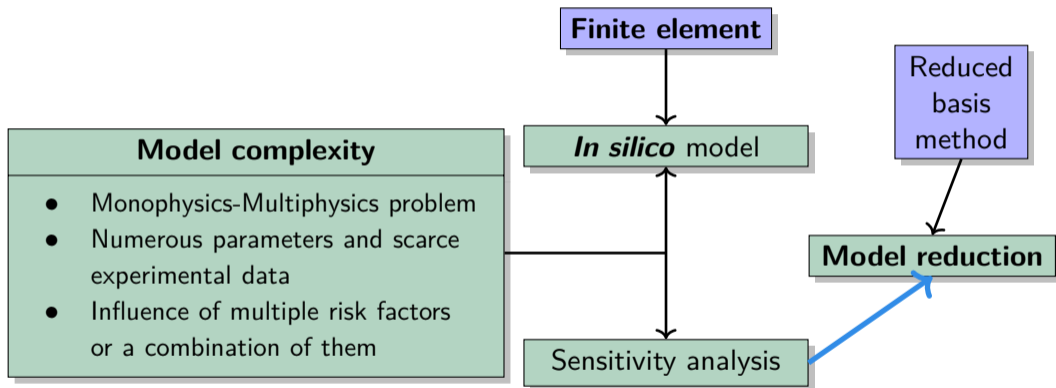 Finite element
Reduced
basis
method
In silico model
Model complexity
● Monophysics-Multiphysics problem
● Numerous parameters and scarce
experimental data
● Influence of multiple risk factors
or a combination of them
Model reduction
Sensitivity analysis